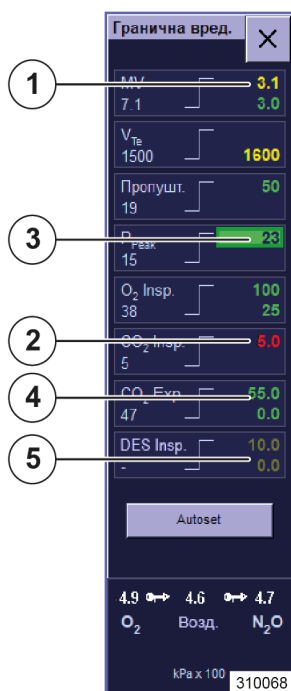 Гранична вред.
1
MV 3.1
7.1 3.0
VTe
1500 1600
Пропушт. 50
19
3
PPeak 23
15
O2 Insp. 100
38 25
2
CO2 Insp. 5.0
5
4
CO2 Exp. 55.0
47 0.0
5
DES Insp. 10.0
- 0.0
Autoset
4.9 4.6 4.7
O2 Возд. N2O
kPa x 100
310068